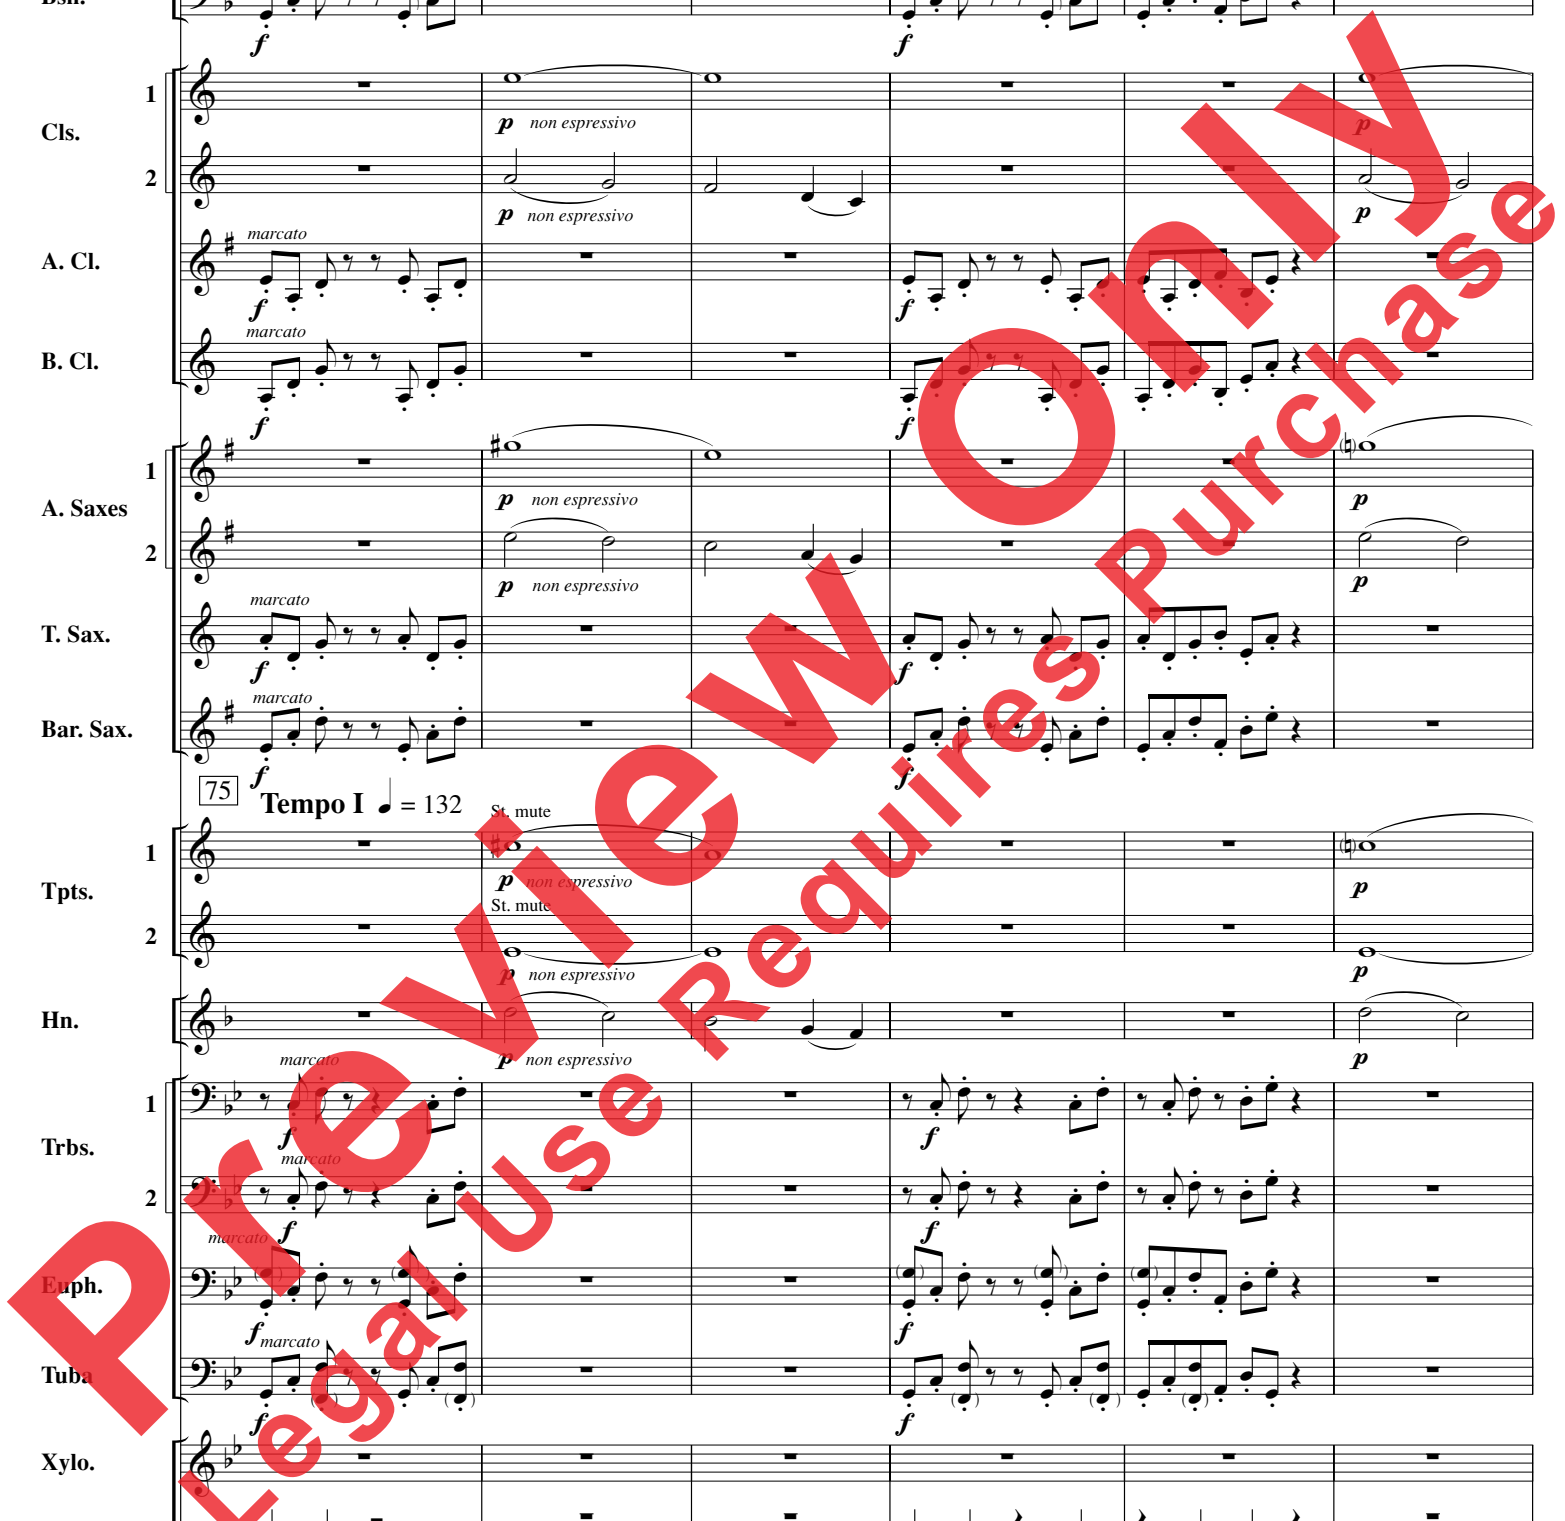 Bsn.
f
f
1
Cls.
p non espressivo
p
2
p non espressivo
p
marcato
A. Cl.
f
f
marcato
B. Cl.
f
f
1
A. Saxes
p non espressivo
p
2
p non espressivo
p
marcato
T. Sax.
f
f
marcato
Bar. Sax.
f
f
75
Tempo I = 132
St. mute
1
Tpts.
p non espressivo
p
St. mute
2
p non espressivo
p
Hn.
p non espressivo
p
marcato
1
Trbs.
f
f
marcato
2
f
f
marcato
Euph.
f
f
marcato
Tuba
f
f
Xylo.
Preview Only
Legal Use Requires Purchase